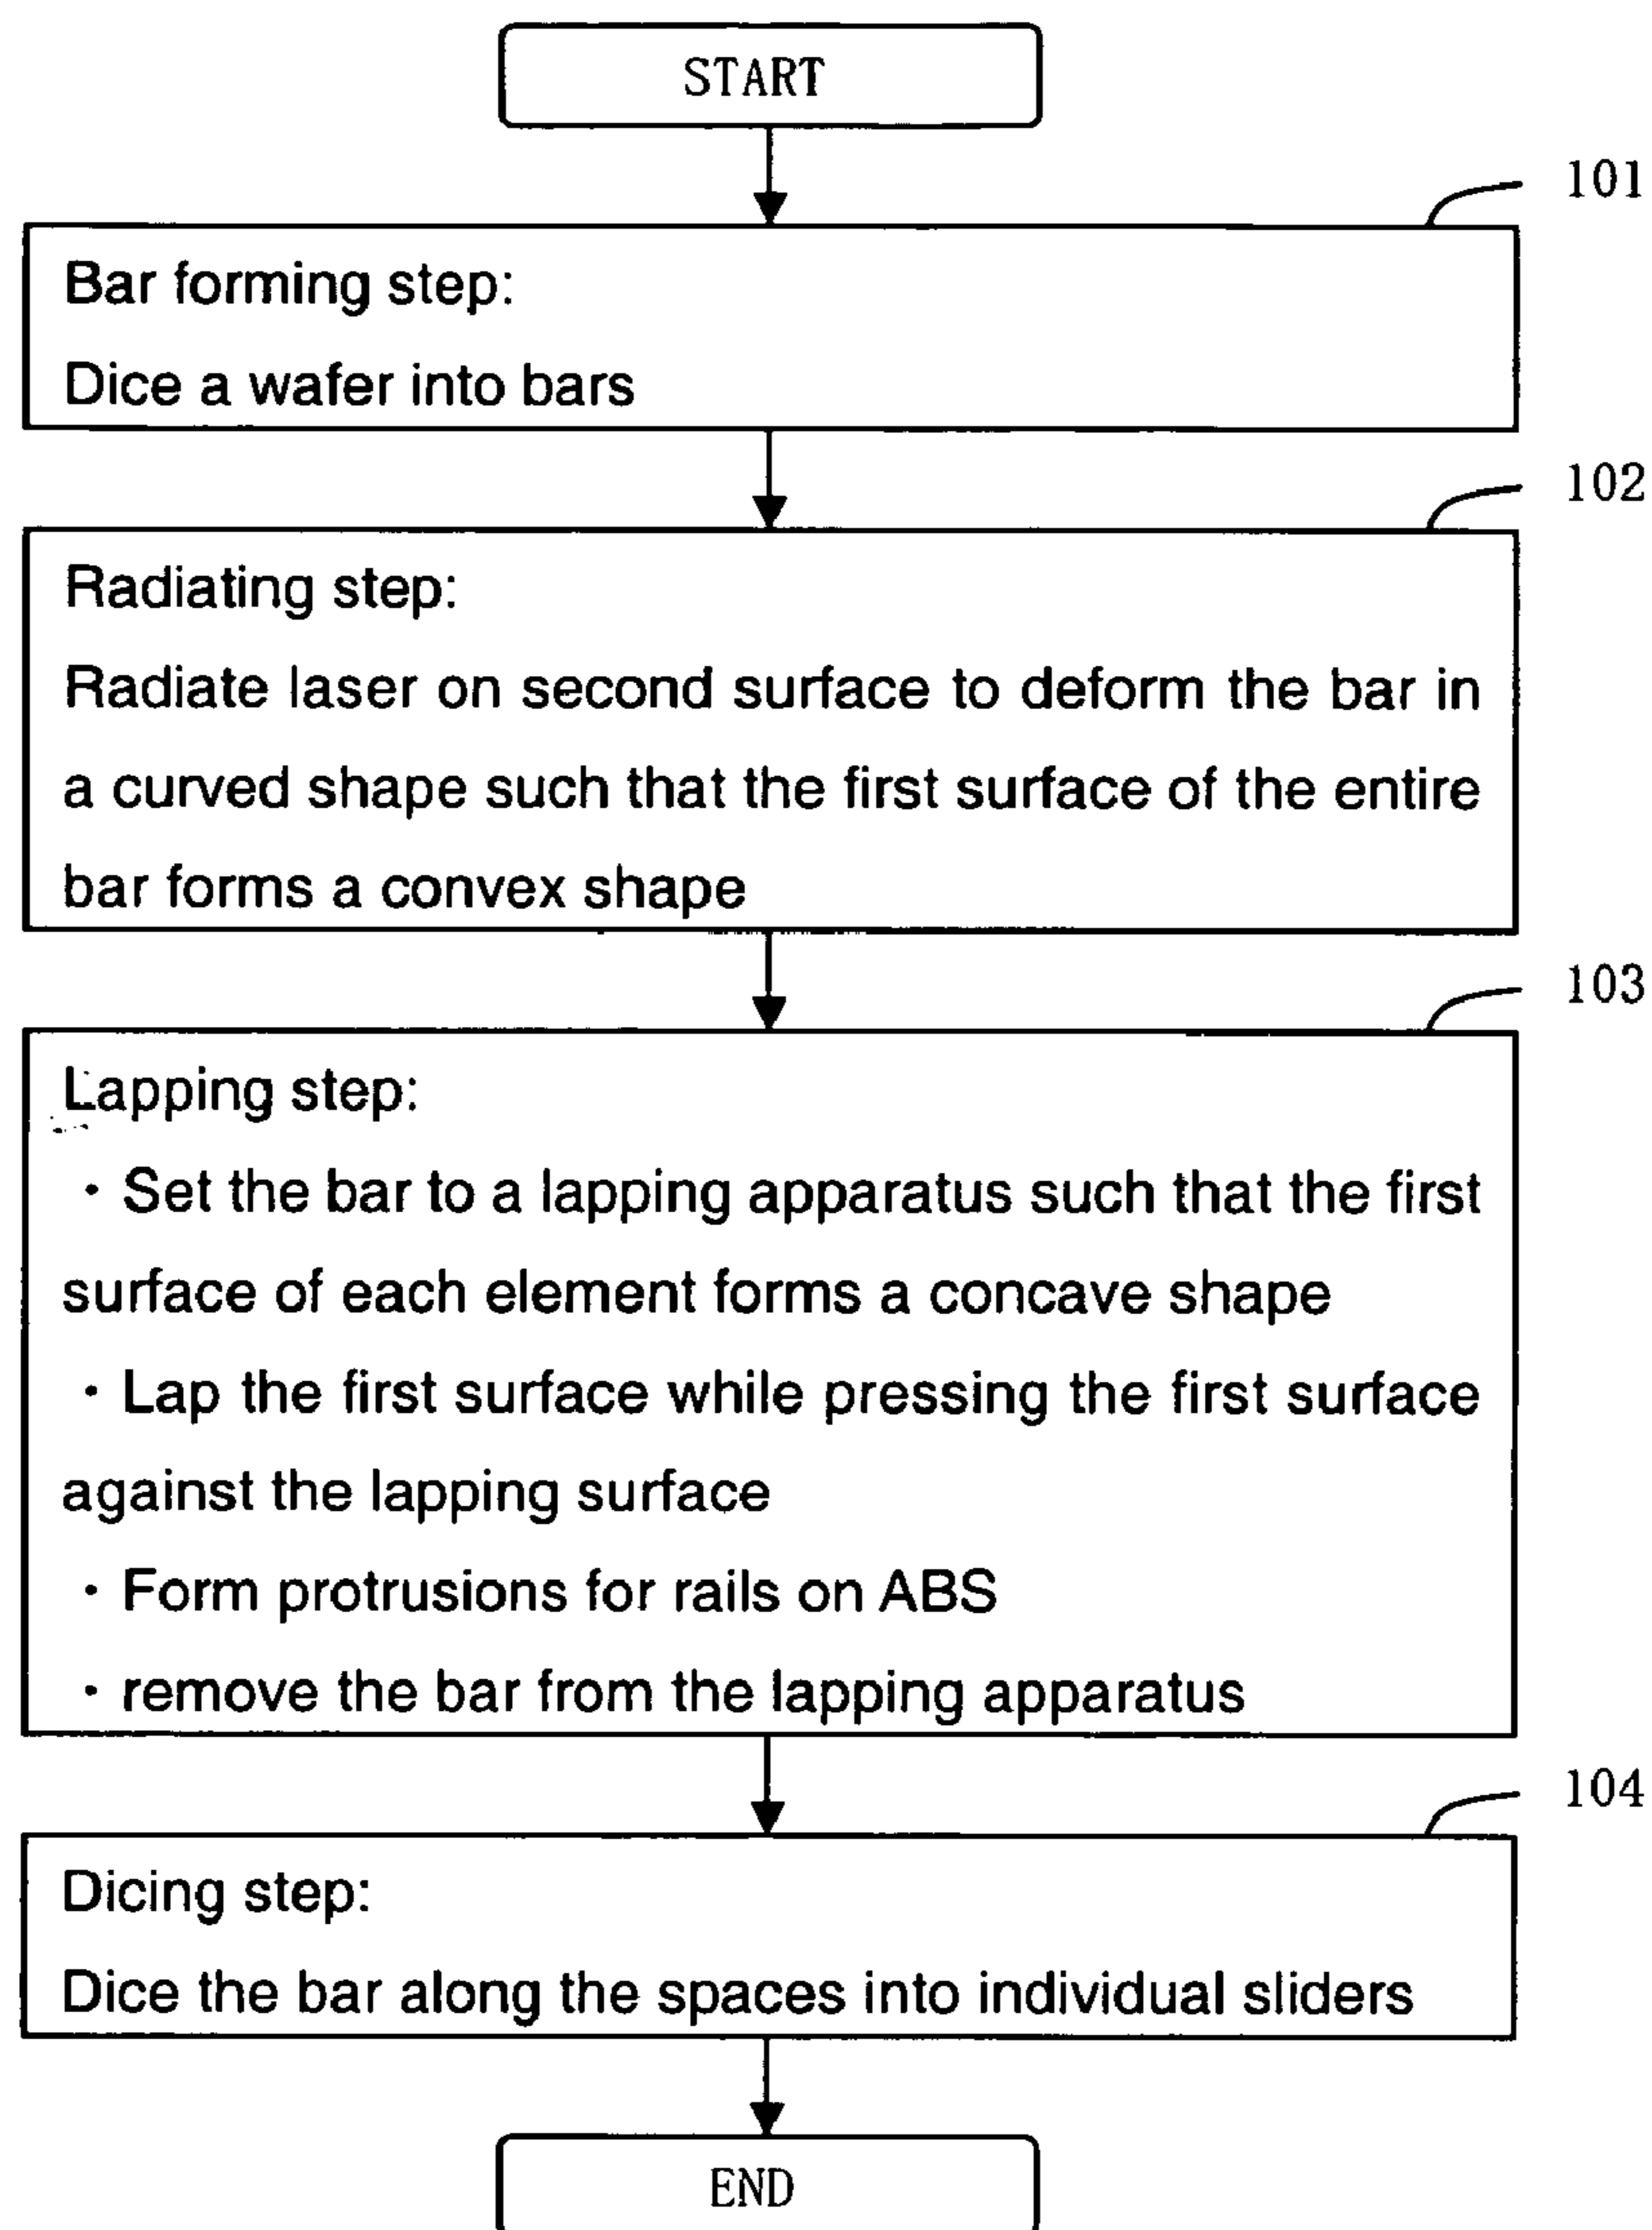 START
101
Bar forming step:
Dice a wafer into bars
102
Radiating step:
Radiate laser on second surface to deform the bar in
a curved shape such that the first surface of the entire
bar forms a convex shape
103
Lapping step:
・Set the bar to a lapping apparatus such that the first
surface of each element forms a concave shape
・Lap the first surface while pressing the first surface
against the lapping surface
・Form protrusions for rails on ABS
・remove the bar from the lapping apparatus
104
Dicing step:
Dice the bar along the spaces into individual sliders
END